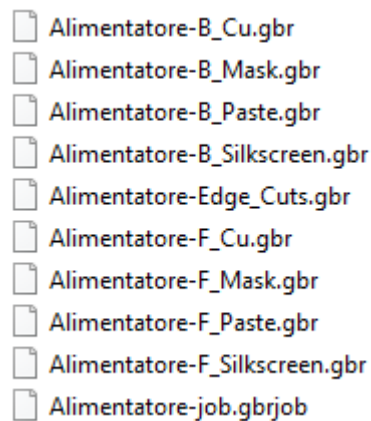 Alimentatore-B_Cu.gbr
Alimentatore-B_Mask.gbr
Alimentatore-B_Paste.gbr
Alimentatore-B_Silkscreen.gbr
Alimentatore-Edge_Cuts.gbr
Alimentatore-F_Cu.gbr
Alimentatore-F_Mask.gbr
Alimentatore-F_Paste.gbr
Alimentatore-F_Silkscreen.gbr
Alimentatore-job.gbrjob